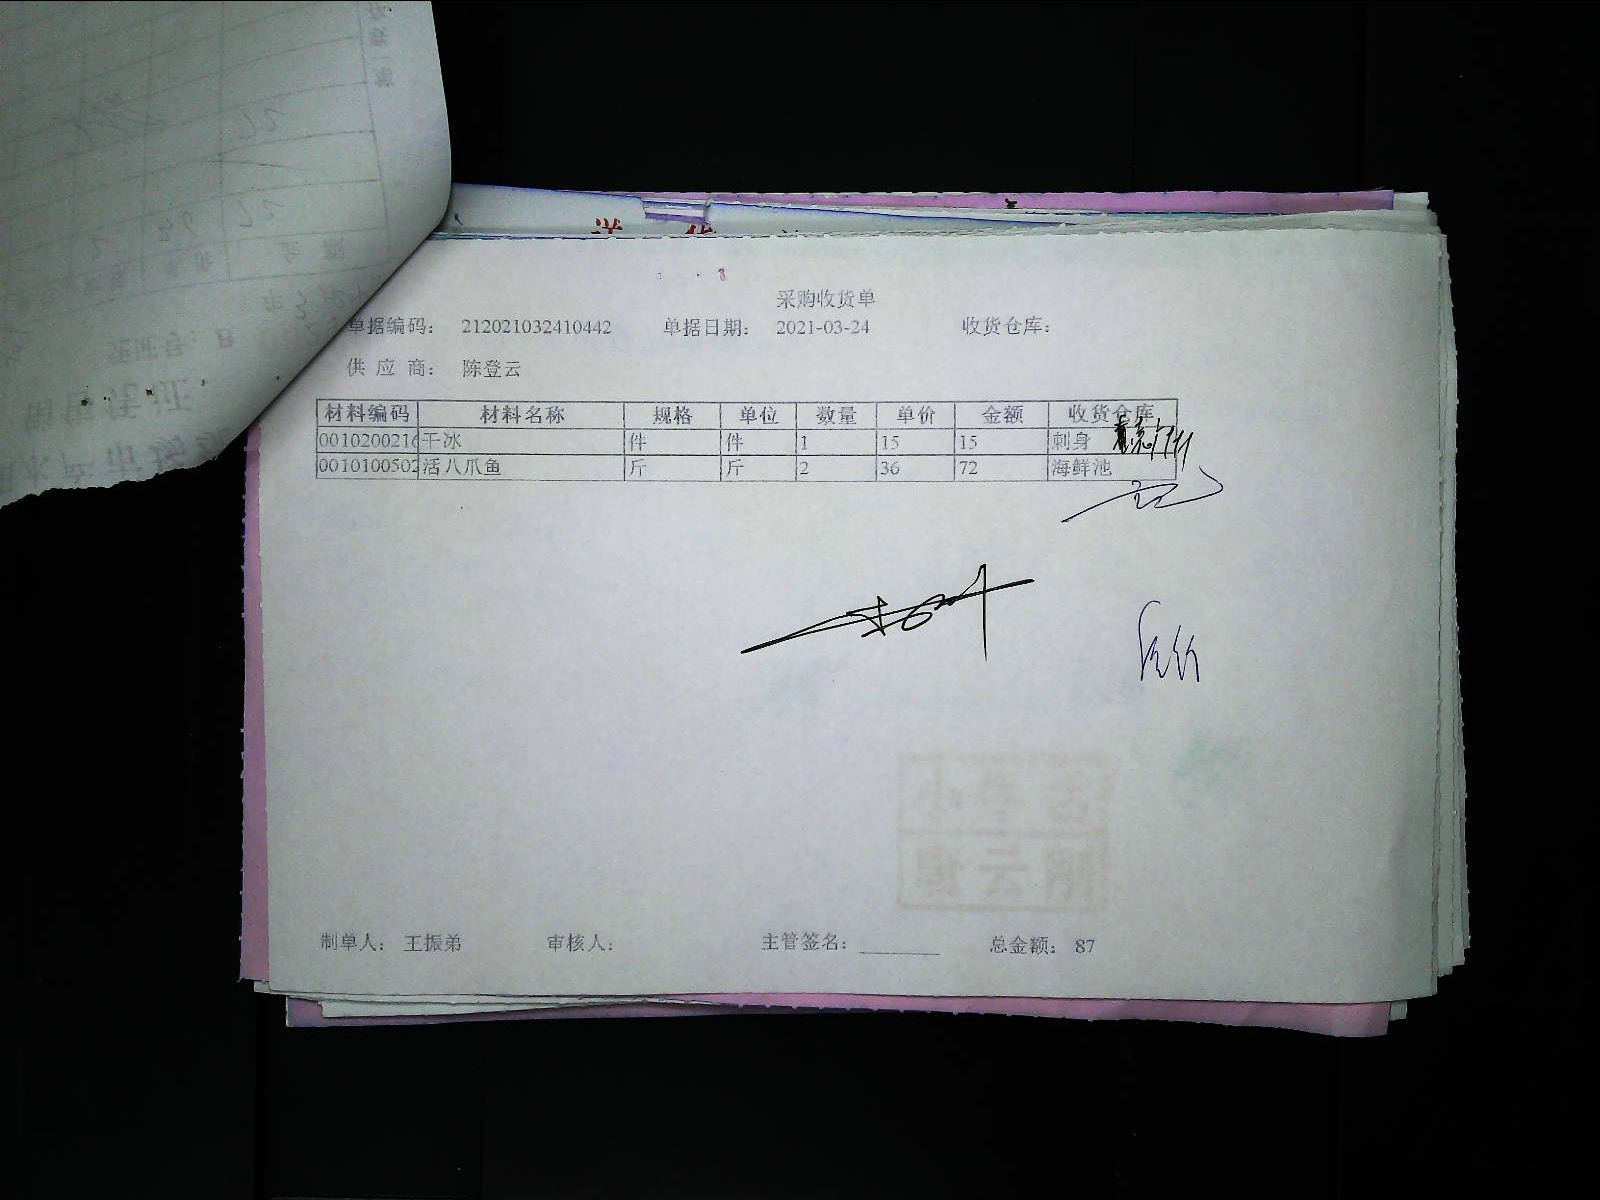 采购收货单
单据编码： 212021032410442 单据日期： 2021-03-24 收货仓库：
供 应 商： 陈登云
材料编码 材料名称 规格 单位 数量 单价 金额 收货仓库
0010200216 干冰 件 件 1 15 15 刺身
0010100502 活八爪鱼 斤 斤 2 36 72 海鲜池
制单人： 王振弟 审核人： 主管签名： 总金额： 87